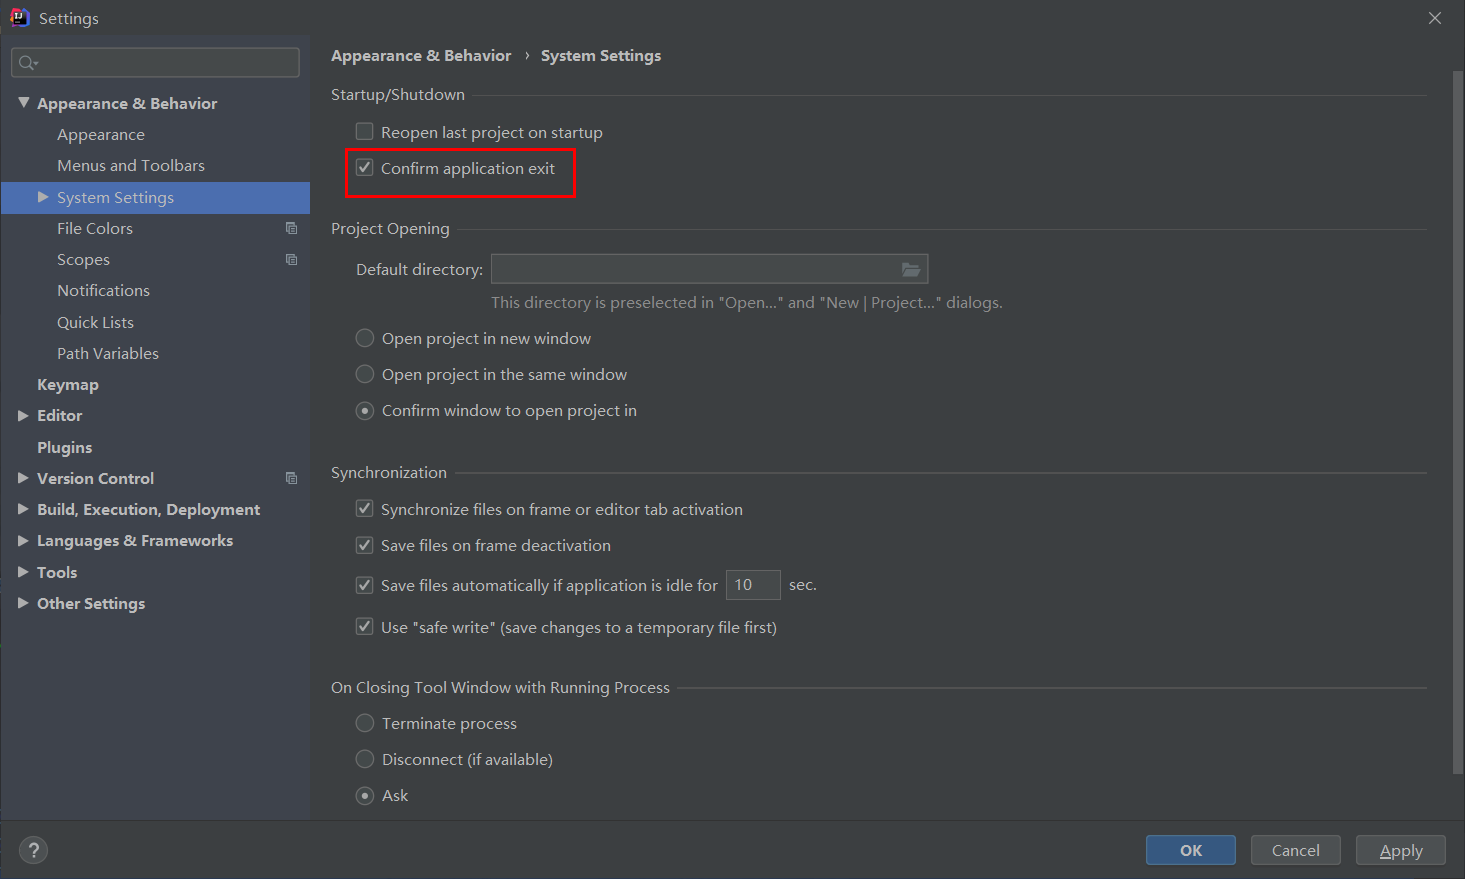 Settings
Appearance & Behavior
Appearance
Menus and Toolbars
System Settings
File Colors
Scopes
Notifications
Quick Lists
Path Variables
Keymap
Editor
Plugins
Version Control
Build, Execution, Deployment
Languages & Frameworks
Tools
Other Settings
Appearance & Behavior › System Settings
Startup/Shutdown
Reopen last project on startup
Confirm application exit
Project Opening
Default directory:
This directory is preselected in "Open..." and "New | Project..." dialogs.
Open project in new window
Open project in the same window
Confirm window to open project in
Synchronization
Synchronize files on frame or editor tab activation
Save files on frame deactivation
Save files automatically if application is idle for 10 sec.
Use "safe write" (save changes to a temporary file first)
On Closing Tool Window with Running Process
Terminate process
Disconnect (if available)
Ask
? OK Cancel Apply